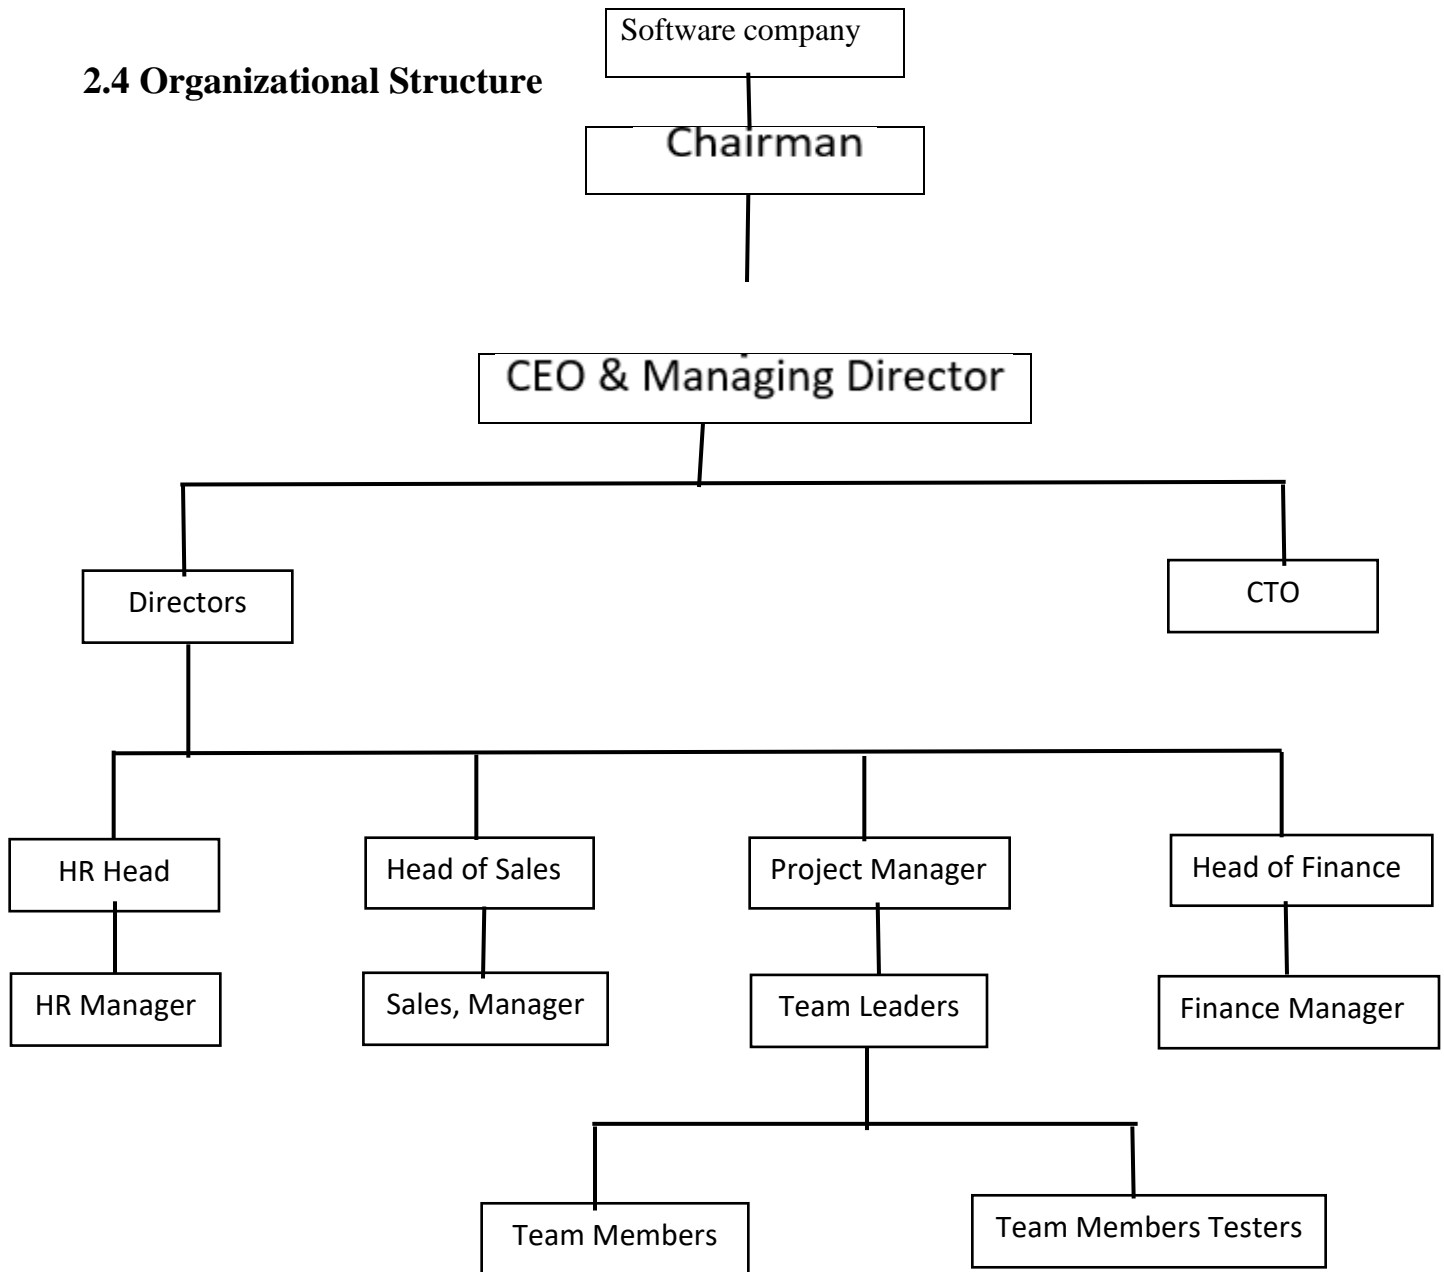 Software company
2.4 Organizational Structure
Chairman
CEO & Managing Director
Directors
CTO
HR Head
Head of Sales
Project Manager
Head of Finance
HR Manager
Sales, Manager
Team Leaders
Finance Manager
Team Members
Team Members Testers